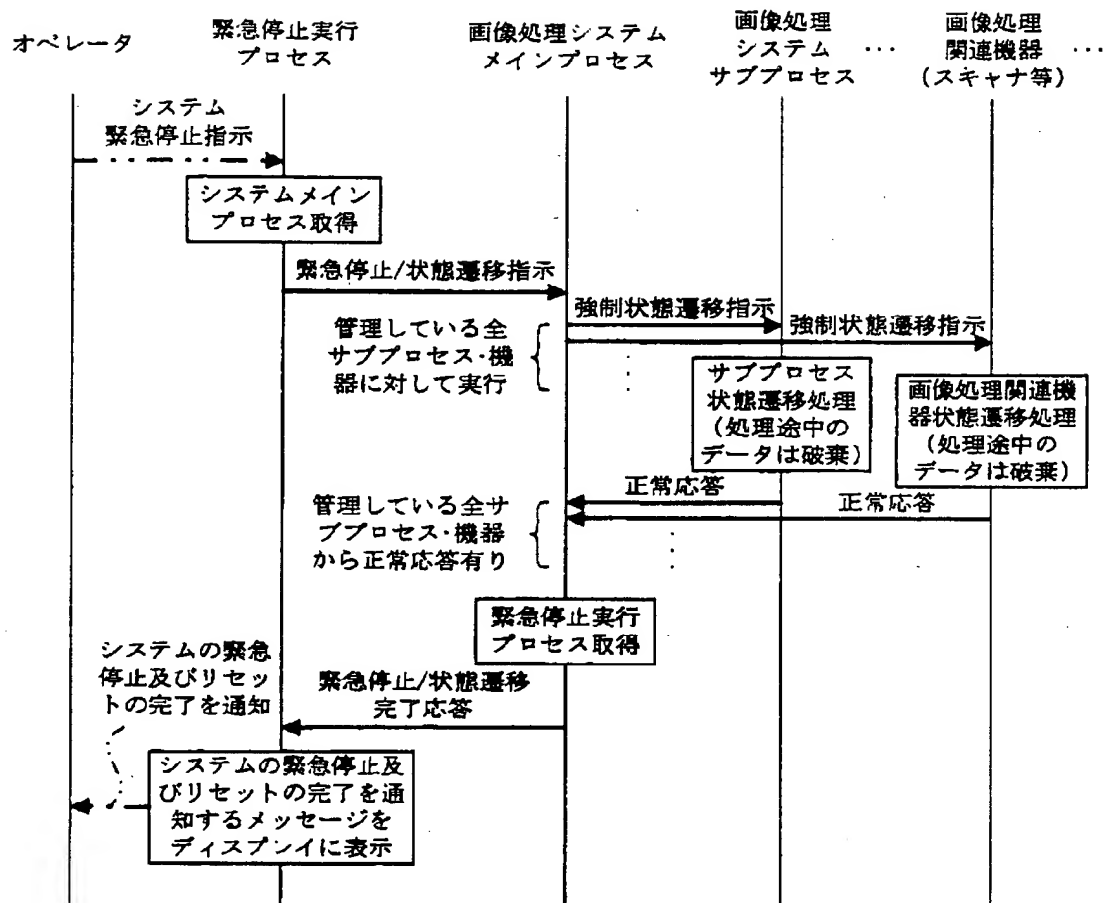 オペレータ
緊急停止実行
プロセス
画像処理システム
メインプロセス
画像処理
システム
サブプロセス
…
画像処理
関連機器
(スキャナ等)
…
システム
緊急停止指示
システムメイン
プロセス取得
緊急停止/状態遷移指示
強制状態遷移指示
強制状態遷移指示
管理している全
サブプロセス・機
器に対して実行
サブプロセス
状態遷移処理
(処理途中の
データは破棄)
画像処理関連機
器状態遷移処理
(処理途中の
データは破棄)
正常応答
正常応答
管理している全サ
ブプロセス・機器
から正常応答有り
緊急停止実行
プロセス取得
システムの緊急
停止及びリセッ
トの完了を通知
緊急停止/状態遷移
完了応答
システムの緊急停止及
びリセットの完了を通
知するメッセージを
ディスプンイに表示